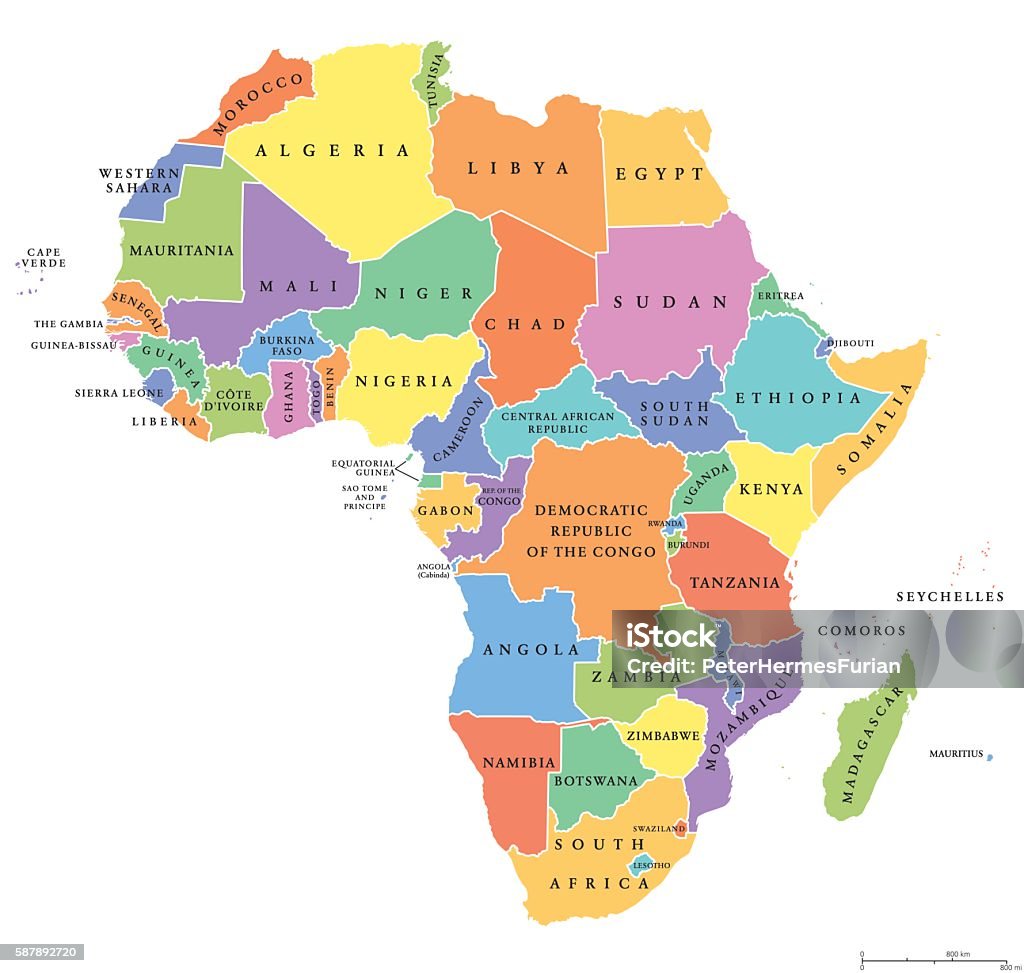 MOROCCO
TUNISIA
ALGERIA
LIBYA
EGYPT
WESTERN
SAHARA
MAURITANIA
CAPE
VERDE
MALI
NIGER
CHAD
SUDAN
ERITREA
SENEGAL
THE GAMBIA
GUINEA-BISSAU
GUINEA
BURKINA
FASO
DJIBOUTI
SIERRA LEONE
LIBERIA
CÔTE
D'IVOIRE
GHANA
TOGO
BENIN
NIGERIA
CAMEROON
CENTRAL AFRICAN
REPUBLIC
SOUTH
SUDAN
ETHIOPIA
SOMALIA
EQUATORIAL
GUINEA
SAO TOME
AND
PRINCIPE
GABON
REP. OF THE
CONGO
DEMOCRATIC
REPUBLIC
OF THE CONGO
UGANDA
KENYA
RWANDA
BURUNDI
ANGOLA
(Cabinda)
TANZANIA
SEYCHELLES
COMOROS
iStock™
Credit: PeterHermesFurian
ANGOLA
ZAMBIA
MALAWI
MOZAMBIQUE
MADAGASCAR
MAURITIUS
NAMIBIA
BOTSWANA
ZIMBABWE
SWAZILAND
SOUTH
LESOTHO
AFRICA
587892720
0 800 km
0 800 mi